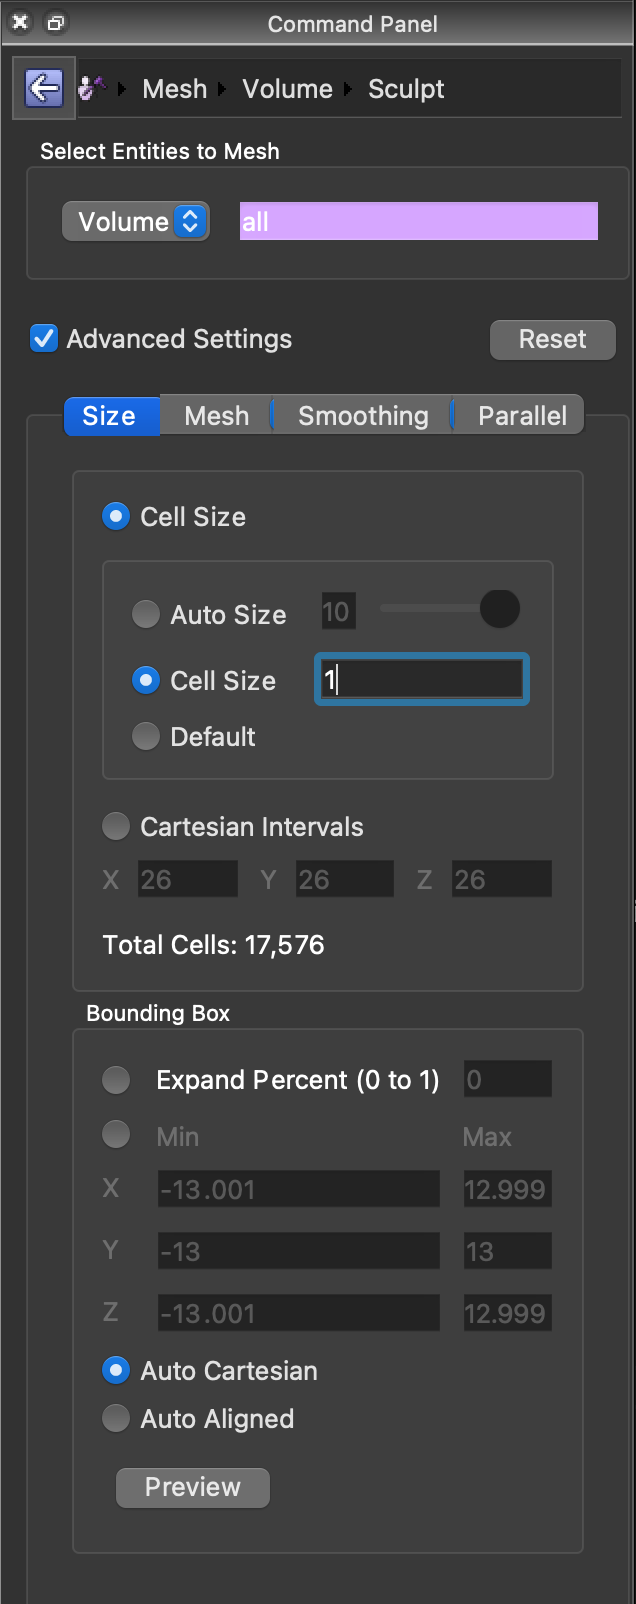 Command Panel
Mesh Volume Sculpt
Select Entities to Mesh
Volume all
Advanced Settings Reset
Size Mesh Smoothing Parallel
Cell Size
Auto Size 10
Cell Size 1
Default
Cartesian Intervals
X 26 Y 26 Z 26
Total Cells: 17,576
Bounding Box
Expand Percent (0 to 1) 0
Min Max
X -13.001 12.999
Y -13 13
Z -13.001 12.999
Auto Cartesian
Auto Aligned
Preview